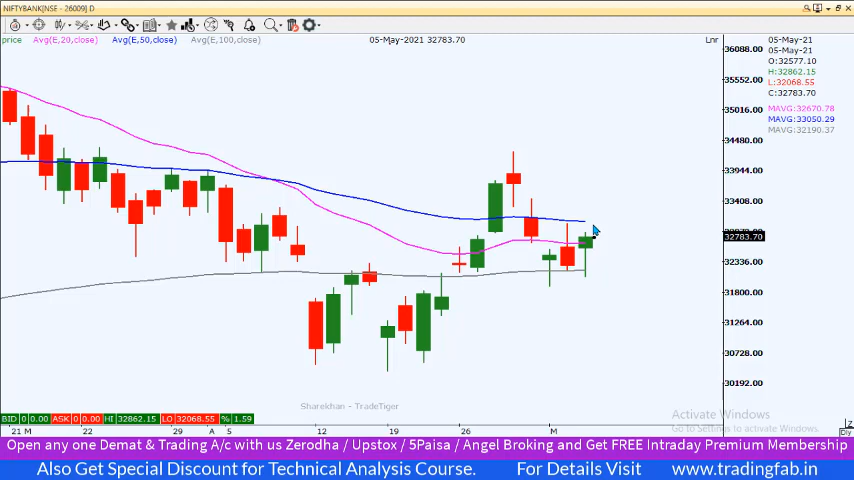 NIFTYBANK[NSE - 26009] D
price Avg(E,20,close) Avg(E,50,close) Avg(E,100,close) 05-May-2021 32783.70 Lnr 05-May-21
05-May-21
O:32577.10
H:32862.15
L:32068.55
C:32783.70
MAVG:32670.78
MAVG:33050.29
MAVG:32190.37
36088.00
35552.00
35016.00
34480.00
33944.00
33408.00
32783.70
32336.00
31800.00
31264.00
30728.00
30192.00
Sharekhan - TradeTiger
Activate Windows
Go to Settings to activate Windows.
BID 0 0.00 ASK 0 0.00 HI 32862.15 LO 32068.55 % 1.59
21 M 22 29 A 5 12 19 26 M Dly
Open any one Demat & Trading A/c with us Zerodha / Upstox / 5Paisa / Angel Broking and Get FREE Intraday Premium Membership
Also Get Special Discount for Technical Analysis Course. For Details Visit www.tradingfab.in